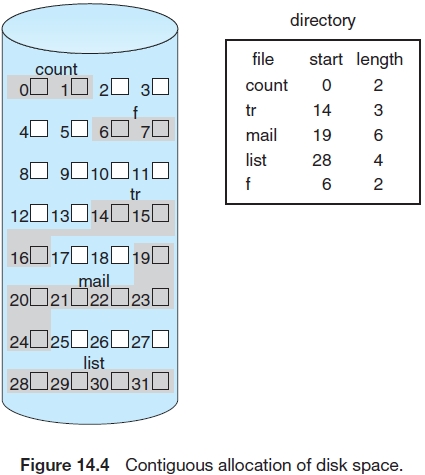 directory
file start length
count 0 2
tr 14 3
mail 19 6
list 28 4
f 6 2
count
0 1 2 3
f
4 5 6 7
8 9 10 11
tr
12 13 14 15
16 17 18 19
mail
20 21 22 23
24 25 26 27
list
28 29 30 31
Figure 14.4 Contiguous allocation of disk space.